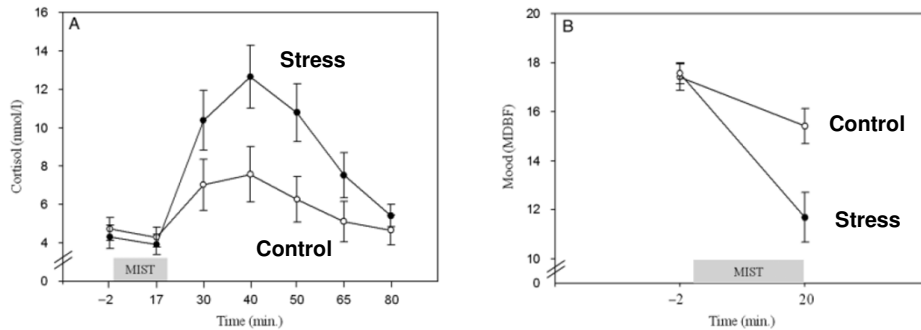 A
Cortisol (nmol/l)
16
14
12
10
8
6
4
0
Stress
Control
MIST
−2 17 30 40 50 65 80
Time (min.)
B
Mood (MDBF)
20
18
16
14
12
10
0
Control
Stress
MIST
−2 20
Time (min.)